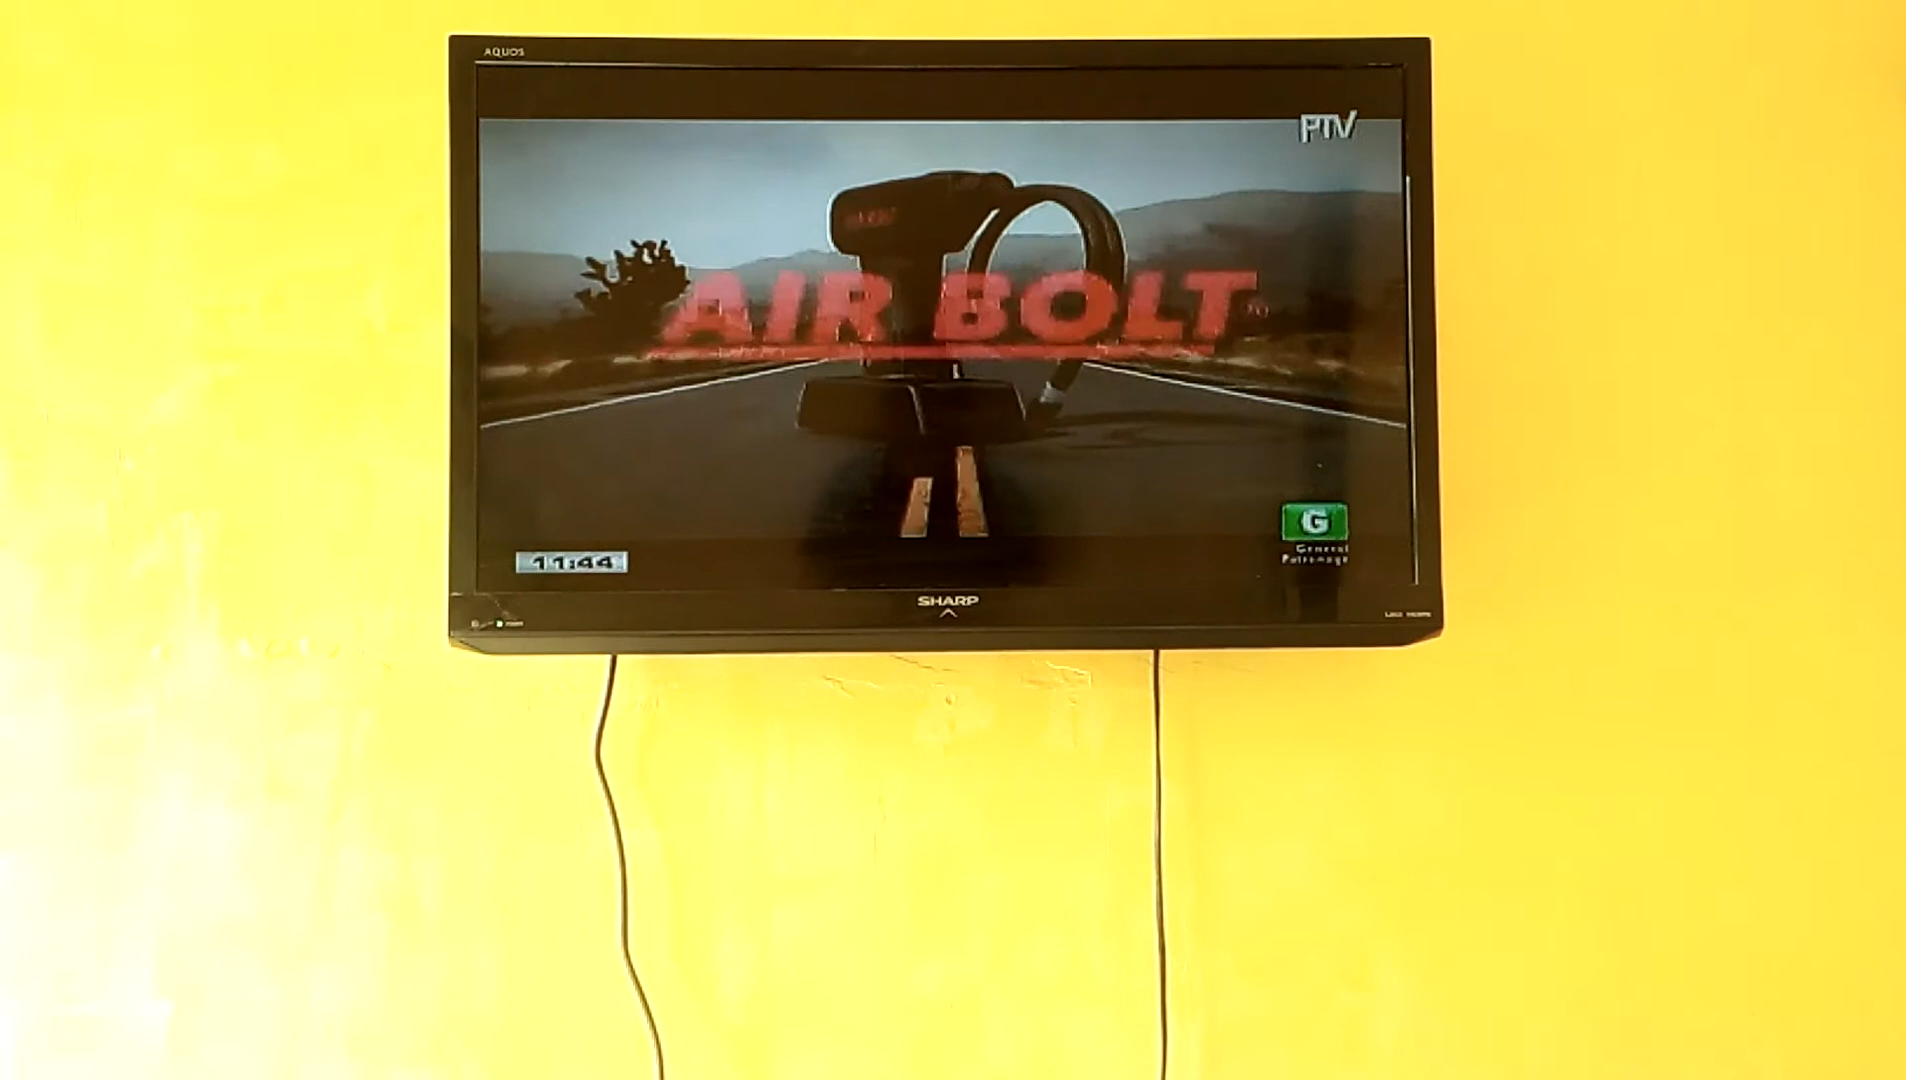 AQUOS
PTV
AIR BOLT
G
General
Patronage
11:44
SHARP